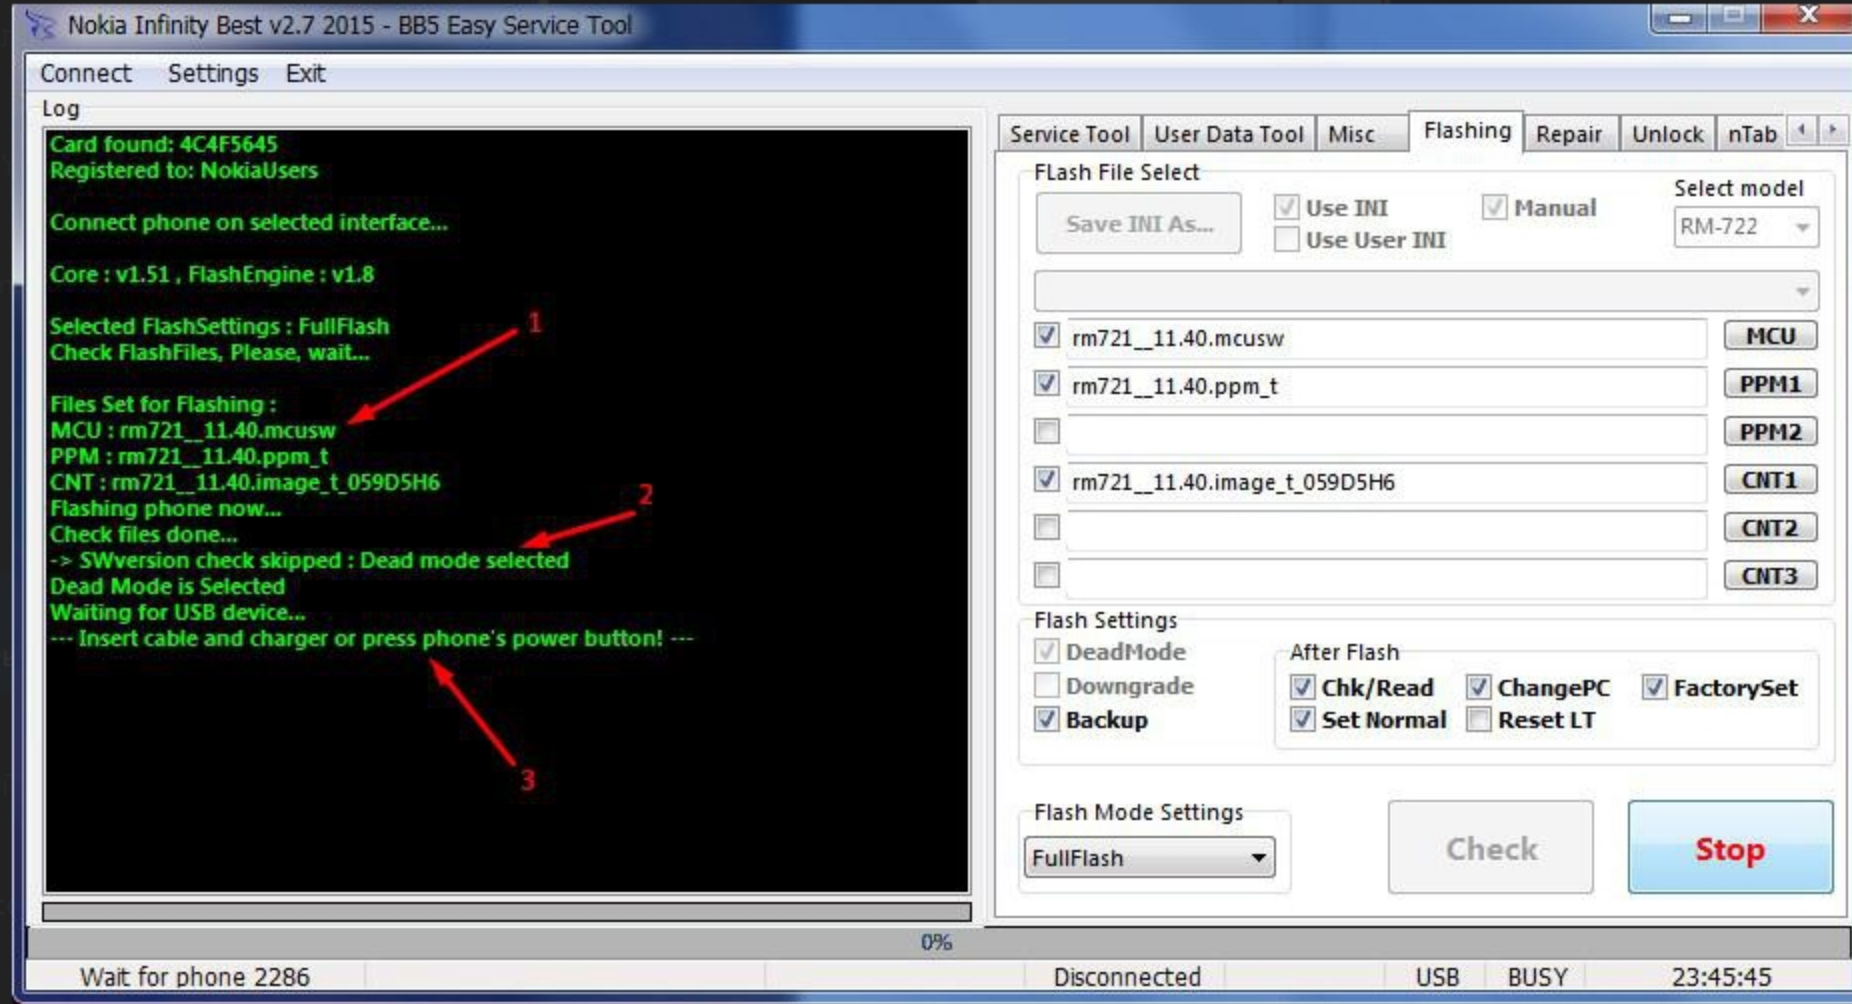 Nokia Infinity Best v2.7 2015 - BB5 Easy Service Tool
X
Connect Settings Exit
Log
Card found: 4C4F5645
Registered to: NokiaUsers
Connect phone on selected interface...
Core : v1.51 , FlashEngine : v1.8
Selected FlashSettings : FullFlash
1
Check FlashFiles, Please, wait...
Files Set for Flashing :
MCU : rm721__11.40.mcusw
PPM : rm721__11.40.ppm_t
CNT : rm721__11.40.image_t_059D5H6
2
Flashing phone now...
Check files done...
-> SWversion check skipped : Dead mode selected
Dead Mode is Selected
Waiting for USB device...
--- Insert cable and charger or press phone's power button! ---
3
Service Tool User Data Tool Misc Flashing Repair Unlock nTab
FLash File Select
Save INI As...
Use INI
Manual
Use User INI
Select model
RM-722
rm721__11.40.mcusw MCU
rm721__11.40.ppm_t PPM1
PPM2
rm721__11.40.image_t_059D5H6 CNT1
CNT2
CNT3
Flash Settings
DeadMode
Downgrade
Backup
After Flash
Chk/Read ChangePC FactorySet
Set Normal Reset LT
Flash Mode Settings
FullFlash
Check
Stop
0%
Wait for phone 2286 Disconnected USB BUSY 23:45:45